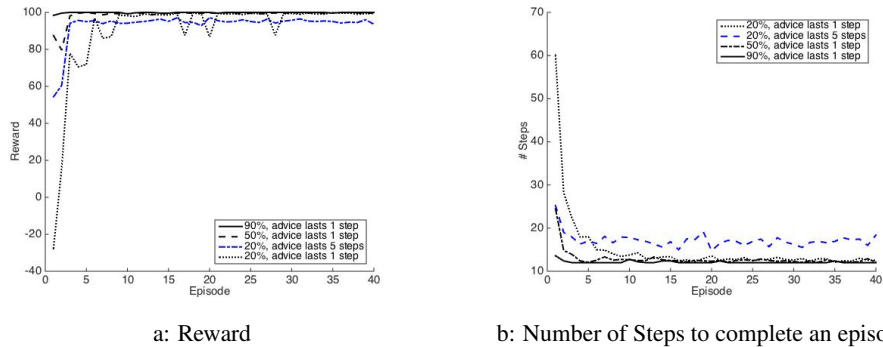 100
80
60
40
20
0
-20
-40
Reward
0 5 10 15 20 25 30 35 40
Episode
90%, advice lasts 1 step
50%, advice lasts 1 step
20%, advice lasts 5 steps
20%, advice lasts 1 step
a: Reward
70
60
50
40
30
20
10
# Steps
0 5 10 15 20 25 30 35 40
Episode
20%, advice lasts 1 step
20%, advice lasts 5 steps
50%, advice lasts 1 step
90%, advice lasts 1 step
b: Number of Steps to complete an episo